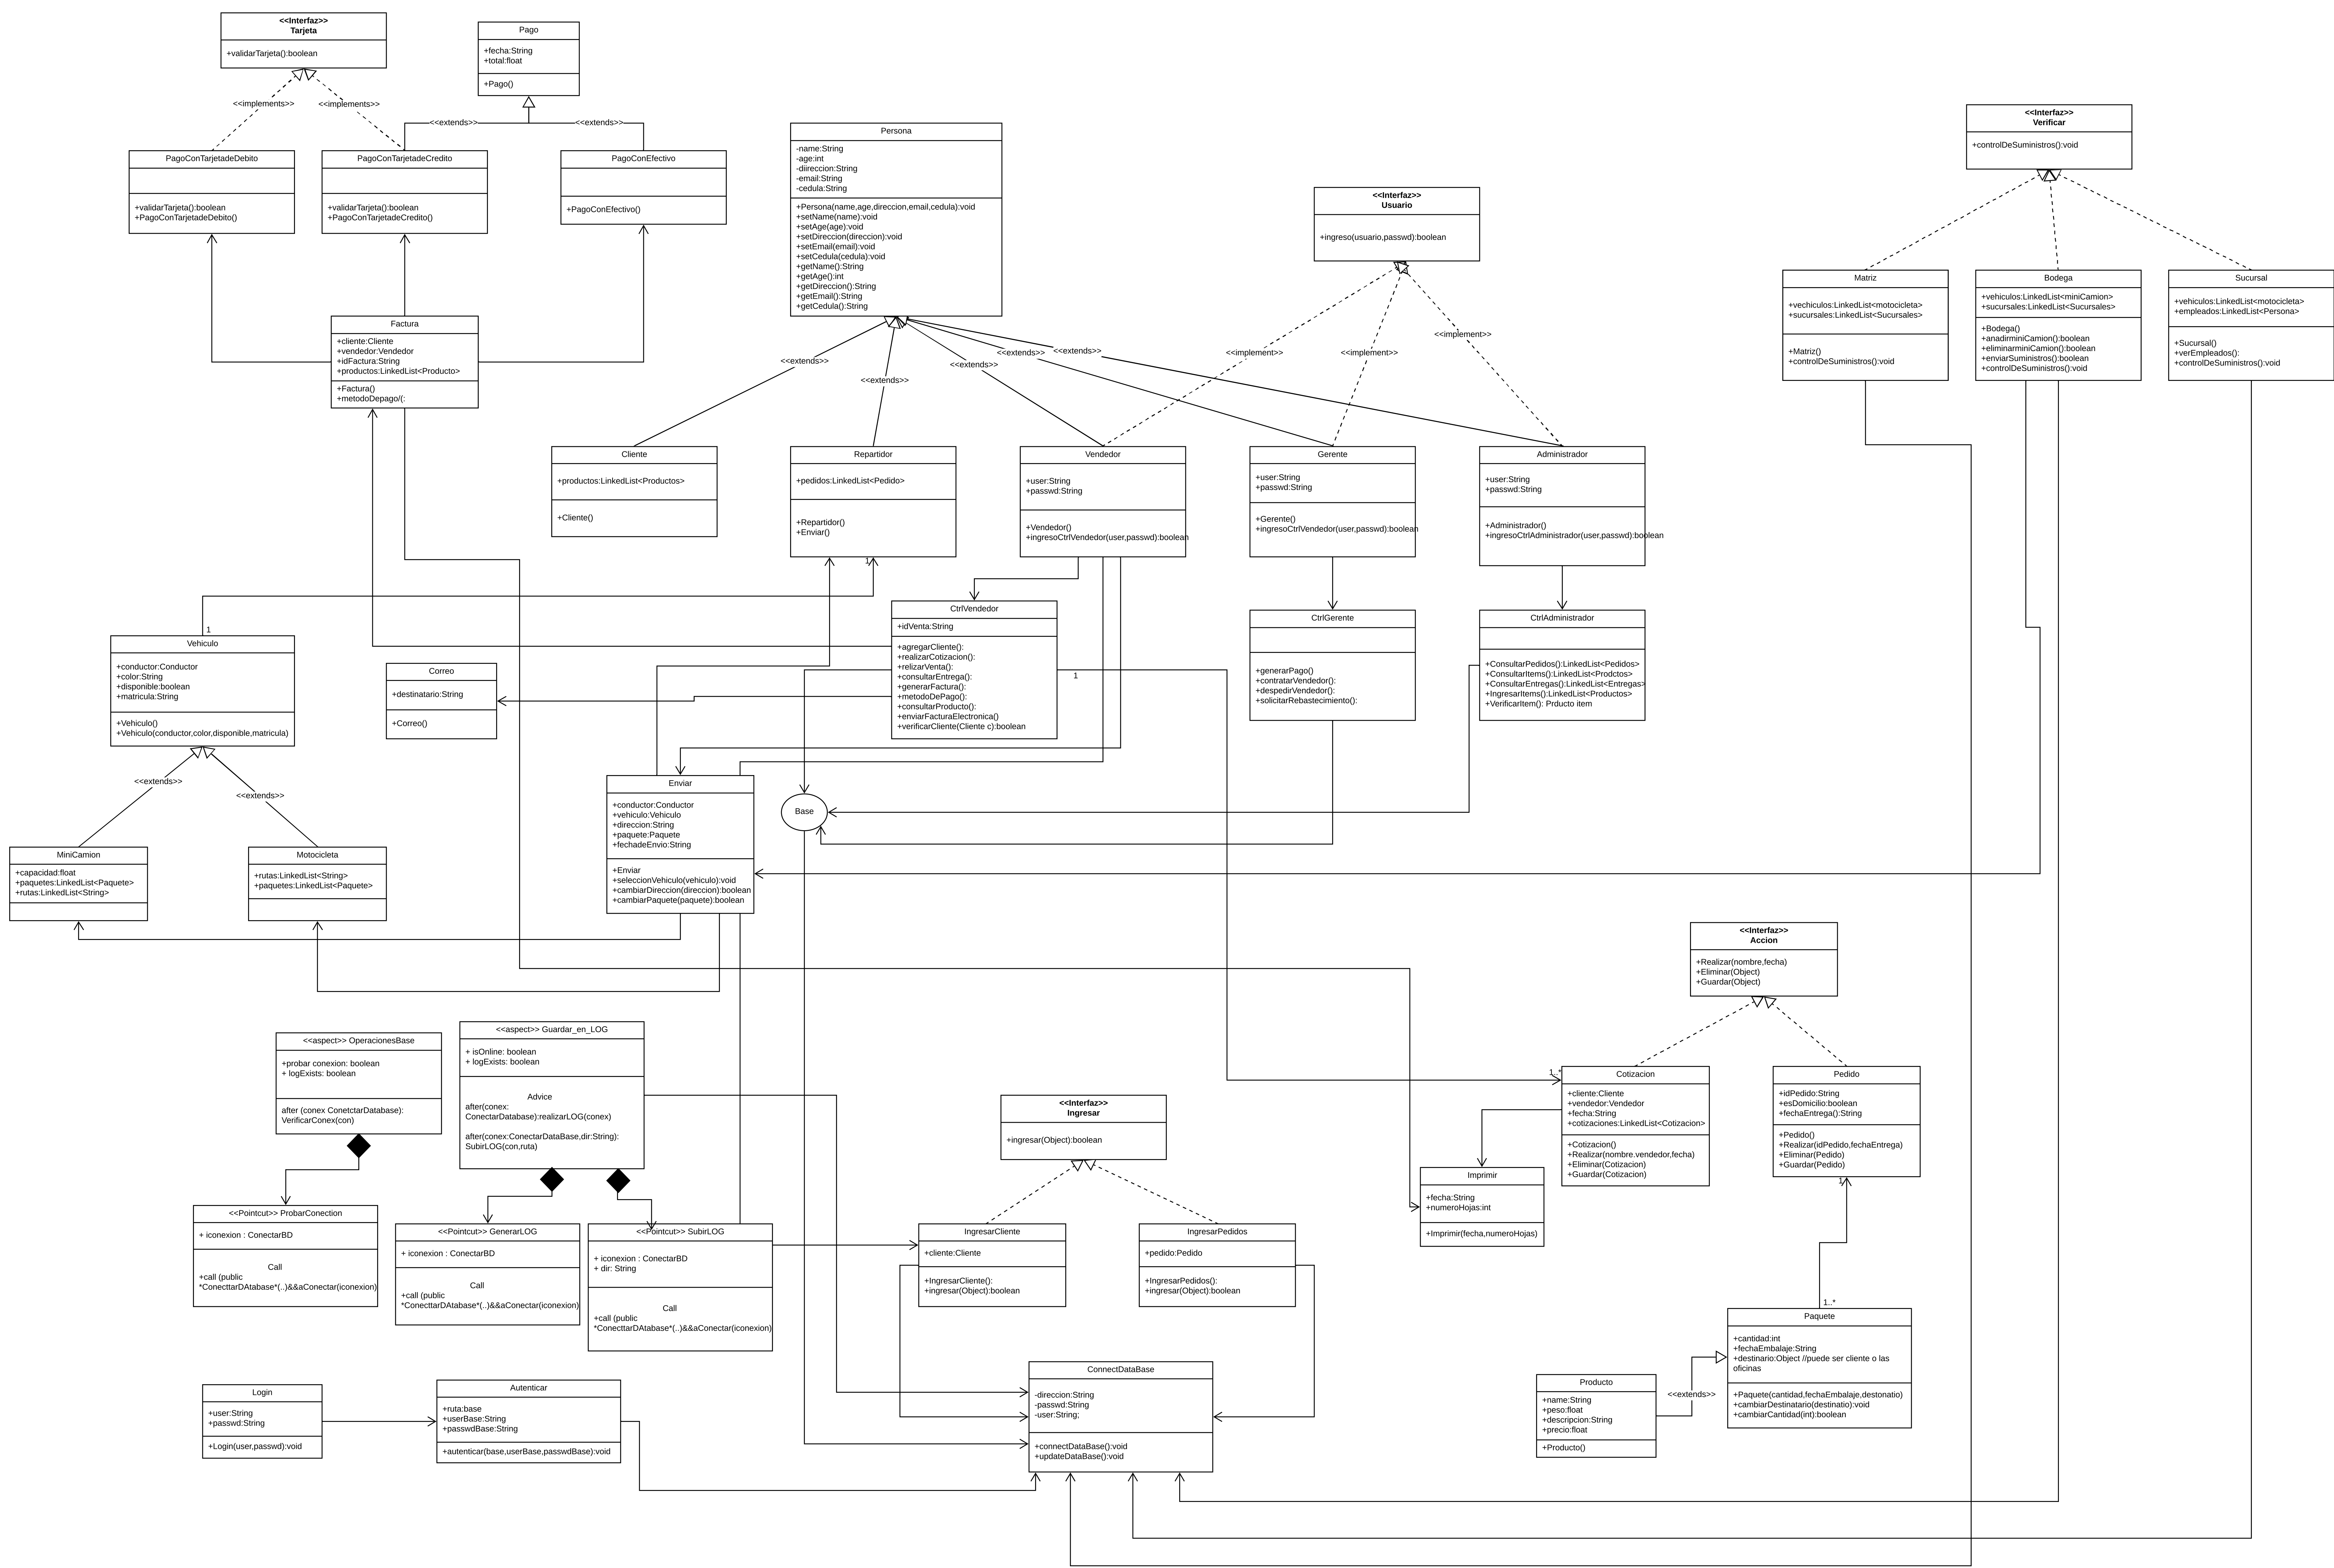 <<Interfaz>>
Tarjeta
+validarTarjeta():boolean
Pago
+fecha:String
+total:float
+Pago()
<<implements>>
<<implements>>
<<extends>>
<<extends>>
PagoConTarjetadeDebito
+validarTarjeta():boolean
+PagoConTarjetadeDebito()
PagoConTarjetadeCredito
+validarTarjeta():boolean
+PagoConTarjetadeCredito()
PagoConEfectivo
+PagoConEfectivo()
Persona
-name:String
-age:int
-diireccion:String
-email:String
-cedula:String
+Persona(name,age,direccion,email,cedula):void
+setName(name):void
+setAge(age):void
+setDireccion(direccion):void
+setEmail(email):void
+setCedula(cedula):void
+getName():String
+getAge():int
+getDireccion():String
+getEmail():String
+getCedula():String
<<Interfaz>>
Usuario
+ingreso(usuario,passwd):boolean
<<Interfaz>>
Verificar
+controlDeSuministros():void
Matriz
+vechiculos:LinkedList<motocicleta>
+sucursales:LinkedList<Sucursales>
+Matriz()
+controlDeSuministros():void
Bodega
+vehiculos:LinkedList<miniCamion>
+sucursales:LinkedList<Sucursales>
+Bodega()
+anadirminiCamion():boolean
+eliminarminiCamion():boolean
+enviarSuministros():boolean
+controlDeSuministros():void
Sucursal
+vehiculos:LinkedList<motocicleta>
+empleados:LinkedList<Persona>
+Sucursal()
+verEmpleados():
+controlDeSuministros():void
Factura
+cliente:Cliente
+vendedor:Vendedor
+idFactura:String
+productos:LinkedList<Producto>
+Factura()
+metodoDepago/(:
<<extends>>
<<extends>>
<<extends>>
<<extends>>
<<extends>>
<<implement>>
<<implement>>
<<implement>>
Cliente
+productos:LinkedList<Productos>
+Cliente()
Repartidor
+pedidos:LinkedList<Pedido>
+Repartidor()
+Enviar()
1
Vendedor
+user:String
+passwd:String
+Vendedor()
+ingresoCtrlVendedor(user,passwd):boolean
Gerente
+user:String
+passwd:String
+Gerente()
+ingresoCtrlVendedor(user,passwd):boolean
Administrador
+user:String
+passwd:String
+Administrador()
+ingresoCtrlAdministrador(user,passwd):boolean
1
Vehiculo
+conductor:Conductor
+color:String
+disponible:boolean
+matricula:String
+Vehiculo()
+Vehiculo(conductor,color,disponible,matricula)
Correo
+destinatario:String
+Correo()
CtrlVendedor
+idVenta:String
+agregarCliente():
+realizarCotizacion():
+relizarVenta():
+consultarEntrega():
+generarFactura():
+metodoDePago():
+consultarProducto():
+enviarFacturaElectronica()
+verificarCliente(Cliente c):boolean
1
CtrlGerente
+generarPago()
+contratarVendedor():
+despedirVendedor():
+solicitarRebastecimiento():
CtrlAdministrador
+ConsultarPedidos():LinkedList<Pedidos>
+ConsultarItems():LinkedList<Prodctos>
+ConsultarEntregas():LinkedList<Entregas>
+IngresarItems():LinkedList<Productos>
+VerificarItem(): Prducto item
<<extends>>
<<extends>>
MiniCamion
+capacidad:float
+paquetes:LinkedList<Paquete>
+rutas:LinkedList<String>
Motocicleta
+rutas:LinkedList<String>
+paquetes:LinkedList<Paquete>
Enviar
+conductor:Conductor
+vehiculo:Vehiculo
+direccion:String
+paquete:Paquete
+fechadeEnvio:String
+Enviar
+seleccionVehiculo(vehiculo):void
+cambiarDireccion(direccion):boolean
+cambiarPaquete(paquete):boolean
Base
<<Interfaz>>
Accion
+Realizar(nombre,fecha)
+Eliminar(Object)
+Guardar(Object)
<<aspect>> OperacionesBase
+probar conexion: boolean
+ logExists: boolean
after (conex ConetctarDatabase):
VerificarConex(con)
<<aspect>> Guardar_en_LOG
+ isOnline: boolean
+ logExists: boolean
Advice
after(conex:
ConectarDatabase):realizarLOG(conex)
after(conex:ConectarDataBase,dir:String):
SubirLOG(con,ruta)
<<Interfaz>>
Ingresar
+ingresar(Object):boolean
1..*
Cotizacion
+cliente:Cliente
+vendedor:Vendedor
+fecha:String
+cotizaciones:LinkedList<Cotizacion>
+Cotizacion()
+Realizar(nombre.vendedor,fecha)
+Eliminar(Cotizacion)
+Guardar(Cotizacion)
Pedido
+idPedido:String
+esDomicilio:boolean
+fechaEntrega():String
+Pedido()
+Realizar(idPedido,fechaEntrega)
+Eliminar(Pedido)
+Guardar(Pedido)
1
Imprimir
+fecha:String
+numeroHojas:int
+Imprimir(fecha,numeroHojas)
<<Pointcut>> ProbarConection
+ iconexion : ConectarBD
Call
+call (public
*ConecttarDAtabase*(..)&&aConectar(iconexion)
<<Pointcut>> GenerarLOG
+ iconexion : ConectarBD
Call
+call (public
*ConecttarDAtabase*(..)&&aConectar(iconexion)
<<Pointcut>> SubirLOG
+ iconexion : ConectarBD
+ dir: String
Call
+call (public
*ConecttarDAtabase*(..)&&aConectar(iconexion)
IngresarCliente
+cliente:Cliente
+IngresarCliente():
+ingresar(Object):boolean
IngresarPedidos
+pedido:Pedido
+IngresarPedidos():
+ingresar(Object):boolean
1..*
Paquete
+cantidad:int
+fechaEmbalaje:String
+destinario:Object //puede ser cliente o las
oficinas
+Paquete(cantidad,fechaEmbalaje,destonatio)
+cambiarDestinatario(destinatio):void
+cambiarCantidad(int):boolean
<<extends>>
Producto
+name:String
+peso:float
+descripcion:String
+precio:float
+Producto()
Login
+user:String
+passwd:String
+Login(user,passwd):void
Autenticar
+ruta:base
+userBase:String
+passwdBase:String
+autenticar(base,userBase,passwdBase):void
ConnectDataBase
-direccion:String
-passwd:String
-user:String;
+connectDataBase():void
+updateDataBase():void